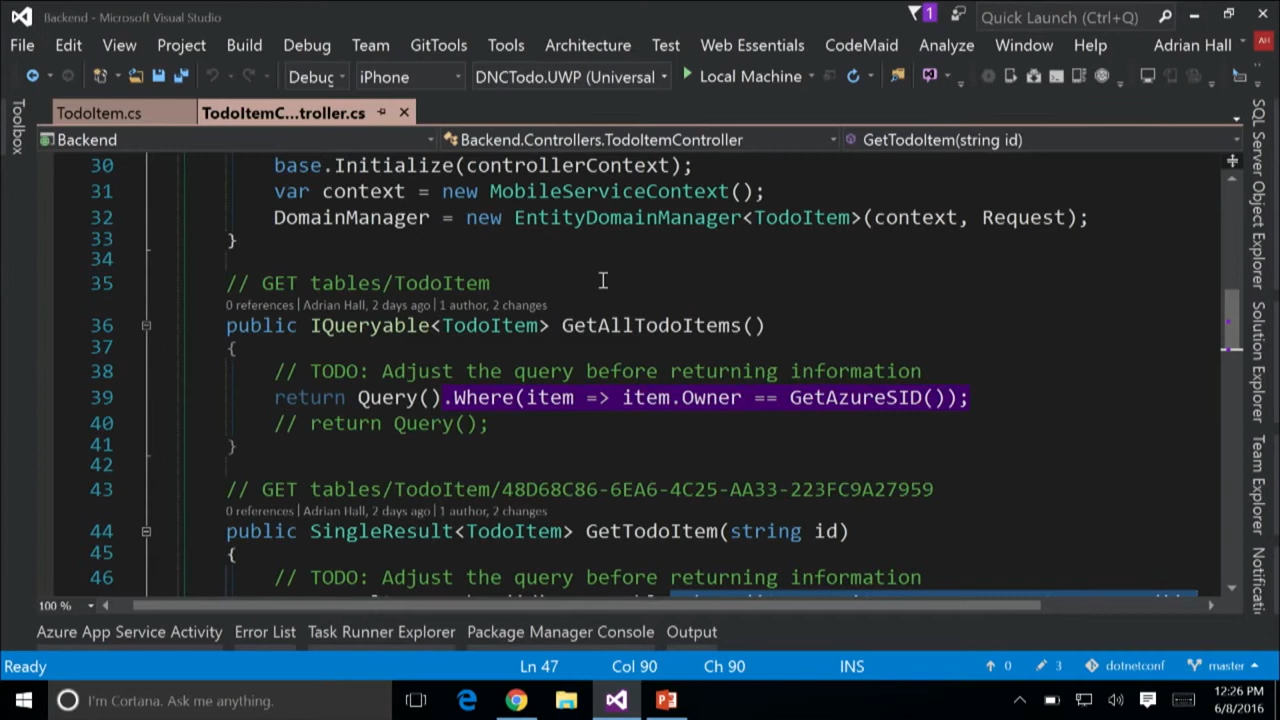 Backend - Microsoft Visual Studio
1
Quick Launch (Ctrl+Q)
File Edit View Project Build Debug Team GitTools Tools Architecture Test Web Essentials CodeMaid Analyze Window Help Adrian Hall AH
Debug iPhone DNCTodo.UWP (Universal Local Machine
TodoItem.cs TodoItemC...troller.cs
Backend Backend.Controllers.TodoItemController GetTodoItem(string id)
Toolbox
30 base.Initialize(controllerContext);
31 var context = new MobileServiceContext();
32 DomainManager = new EntityDomainManager<TodoItem>(context, Request);
33 }
34
35 // GET tables/TodoItem
0 references | Adrian Hall, 2 days ago | 1 author, 2 changes
36 public IQueryable<TodoItem> GetAllTodoItems()
37 {
38 // TODO: Adjust the query before returning information
39 return Query().Where(item => item.Owner == GetAzureSID());
40 // return Query();
41 }
42
43 // GET tables/TodoItem/48D68C86-6EA6-4C25-AA33-223FC9A27959
0 references | Adrian Hall, 2 days ago | 1 author, 2 changes
44 public SingleResult<TodoItem> GetTodoItem(string id)
45 {
46 // TODO: Adjust the query before returning information
SQL Server Object Explorer
Solution Explorer
Team Explorer
100 %
Azure App Service Activity Error List Task Runner Explorer Package Manager Console Output
Ready Ln 47 Col 90 Ch 90 INS 0 3 dotnetconf master
I'm Cortana. Ask me anything.
12:26 PM
6/8/2016